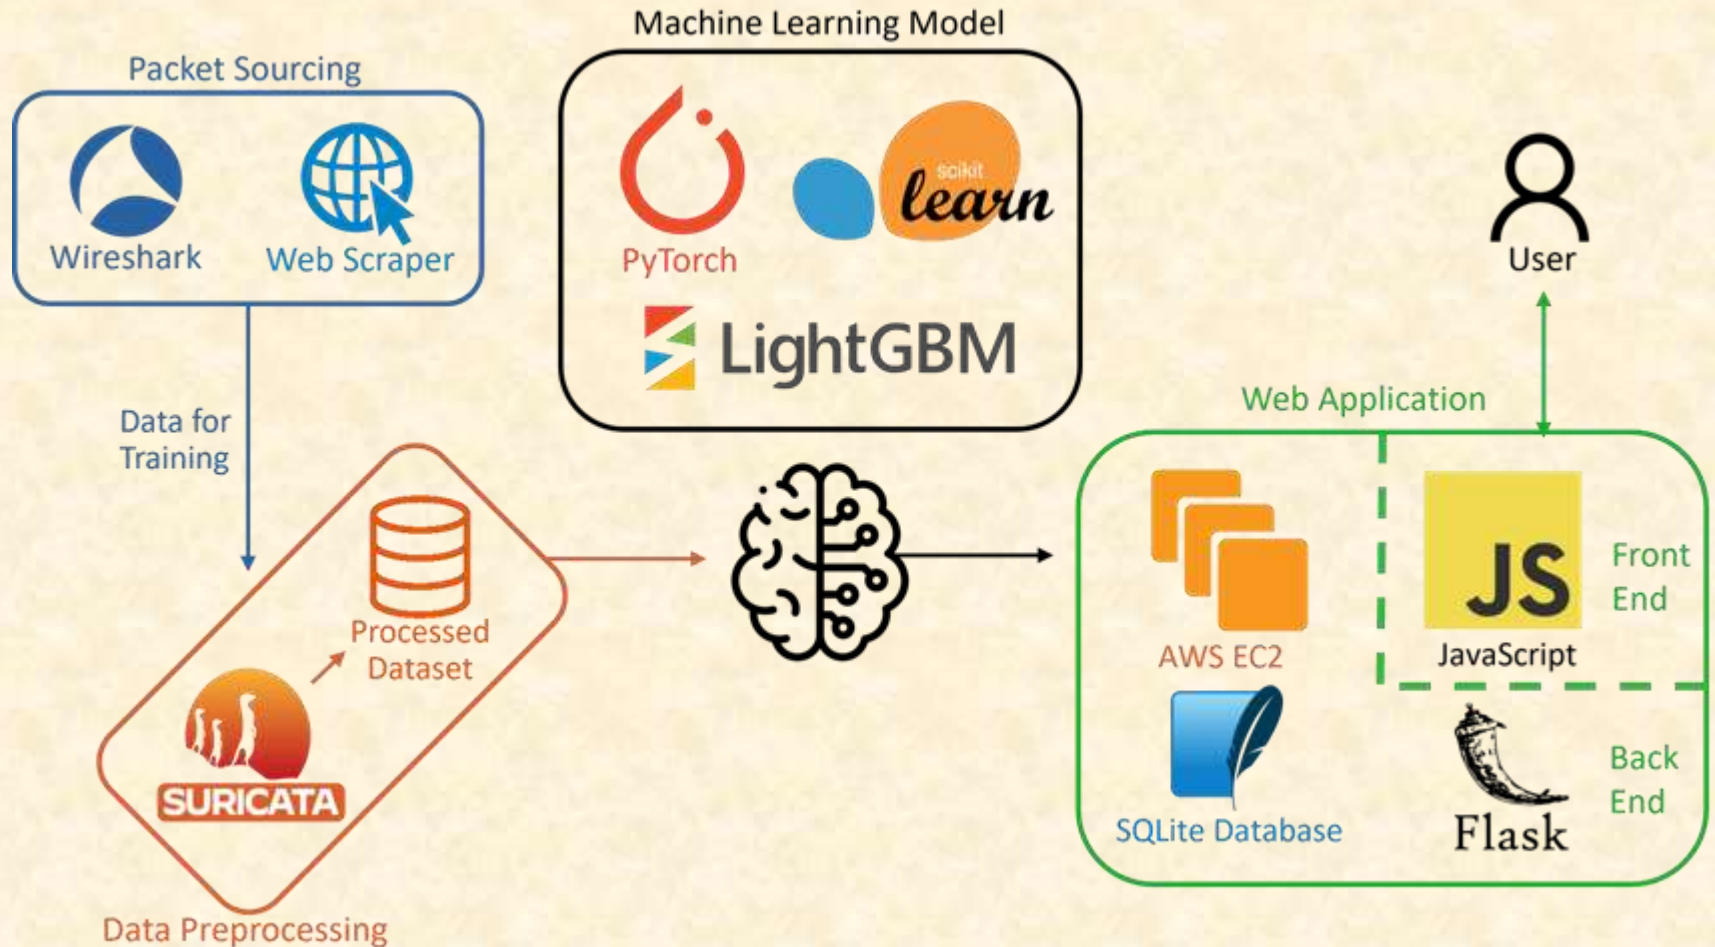 Machine Learning Model
Packet Sourcing
Wireshark
Web Scraper
PyTorch
scikit
learn
LightGBM
User
Data for
Training
Web Application
Processed
Dataset
SURICATA
Data Preprocessing
AWS EC2
JS
JavaScript
Front
End
SQLite Database
Flask
Back
End